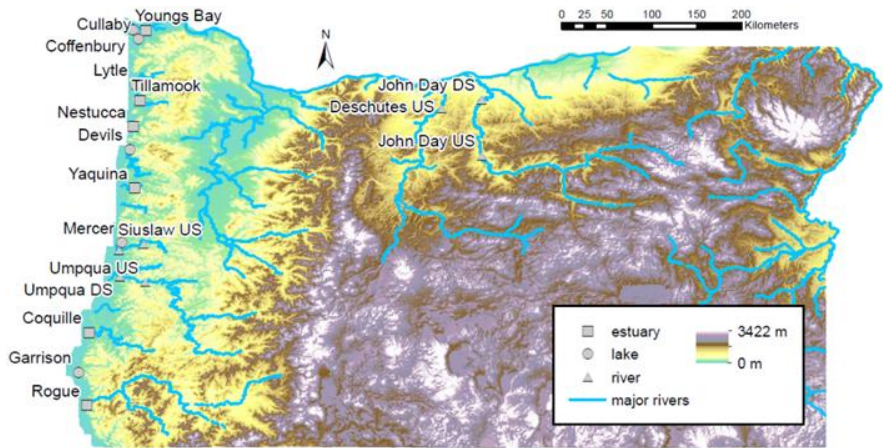 Cullaby
Youngs Bay
Coffenbury
Lytle
Tillamook
Nestucca
Devils
Yaquina
Mercer
Siuslaw US
Umpqua US
Umpqua DS
Coquille
Garrison
Rogue
John Day DS
Deschutes US
John Day US
N
0 25 50 100 150 200
Kilometers
estuary
lake
river
major rivers
3422 m
0 m